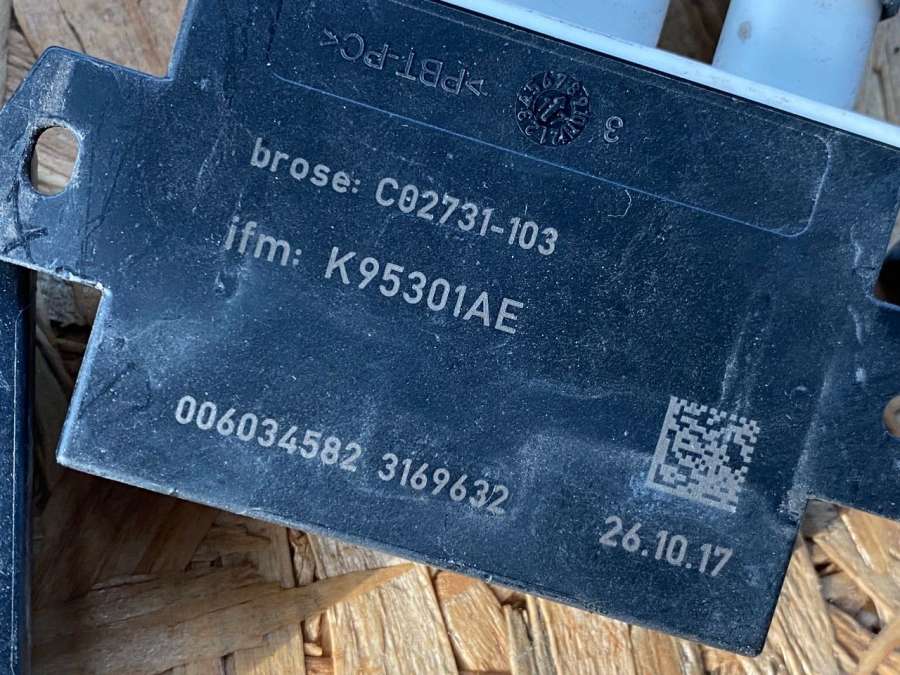 >PBT-PC<
3
brose: C02731-103
ifm: K95301AE
006034582 3169632
26.10.17